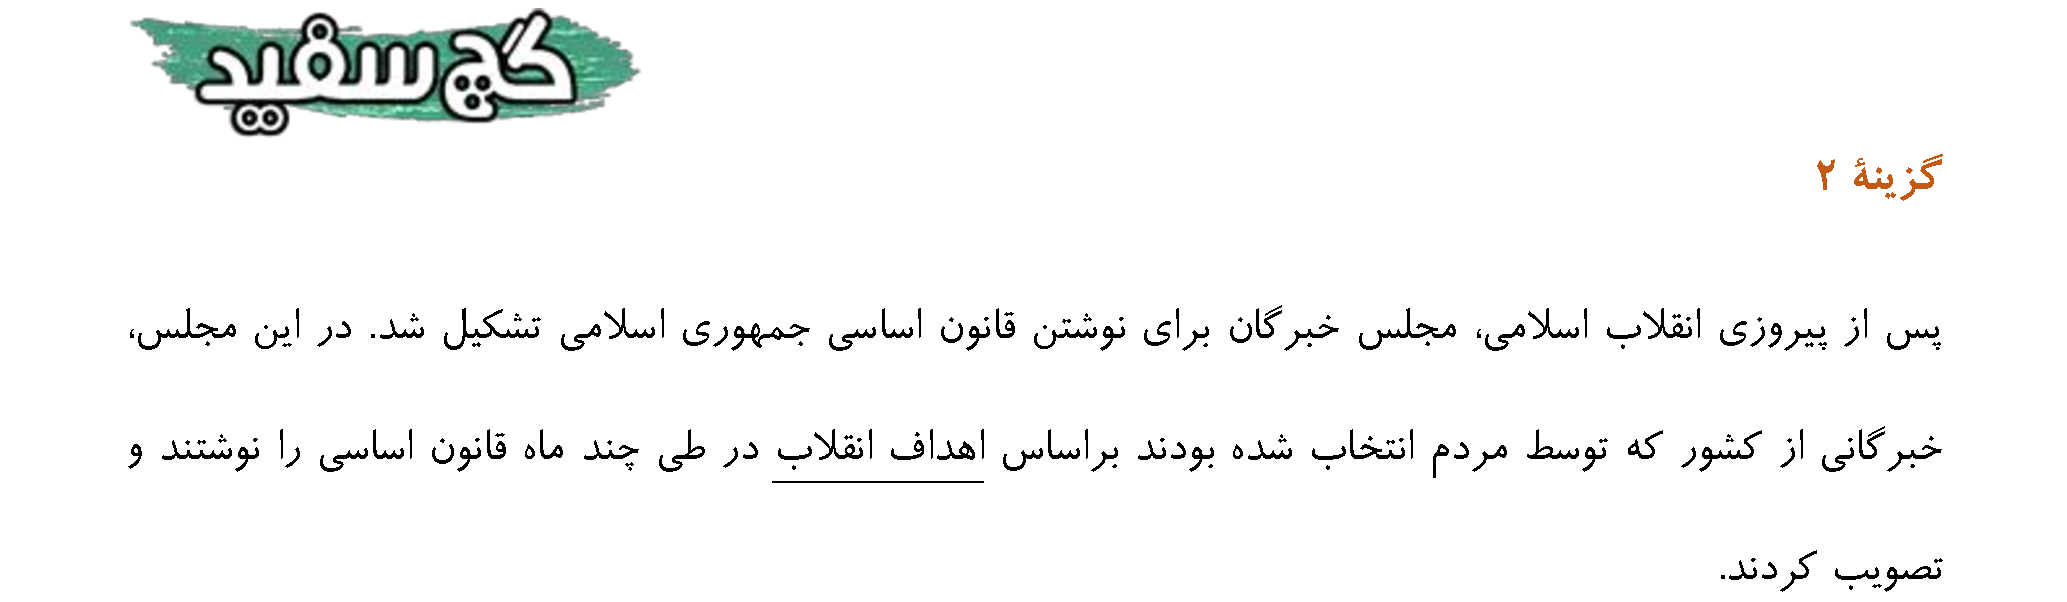 گچ سفید
گزینهٔ ۲
پس از پیروزی انقلاب اسلامی، مجلس خبرگان برای نوشتن قانون اساسی جمهوری اسلامی تشکیل شد. در این مجلس،
خبرگانی از کشور که توسط مردم انتخاب شده بودند براساس اهداف انقلاب در طی چند ماه قانون اساسی را نوشتند و
تصویب کردند.